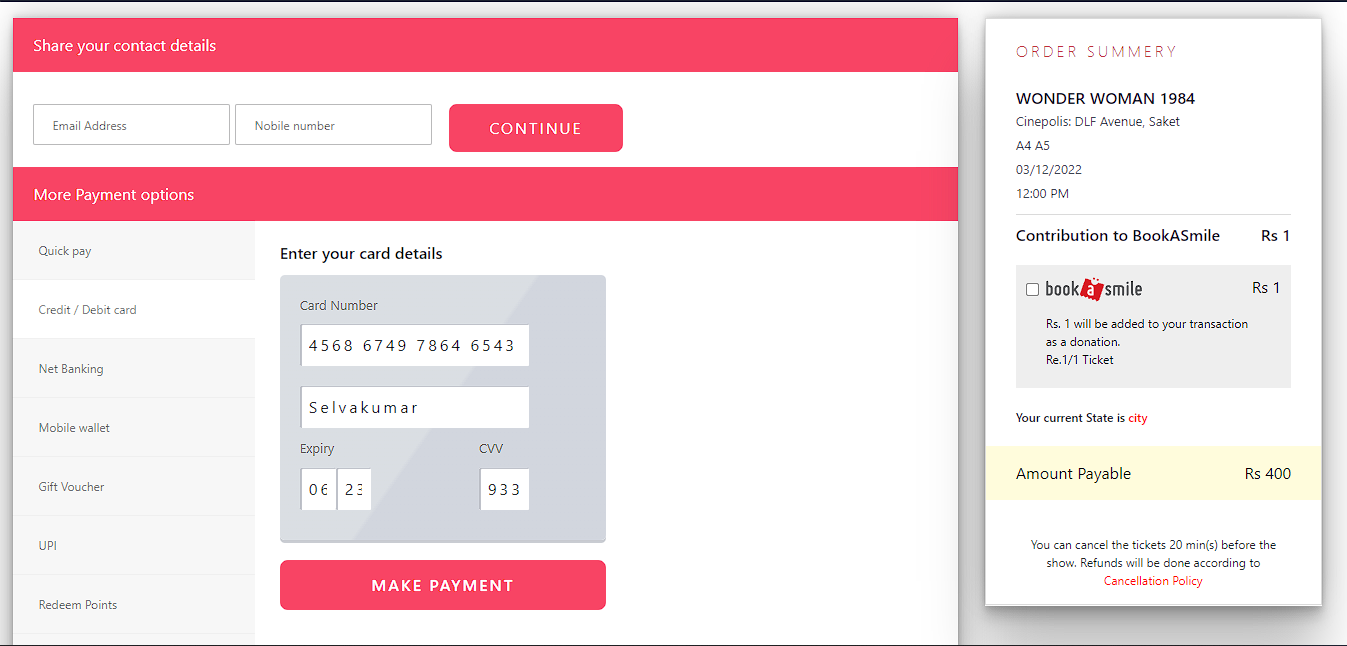 Share your contact details
Email Address
Nobile number
CONTINUE
More Payment options
Quick pay
Credit / Debit card
Net Banking
Mobile wallet
Gift Voucher
UPI
Redeem Points
Enter your card details
Card Number
4568 6749 7864 6543
Selvakumar
Expiry CVV
06 23 933
MAKE PAYMENT
ORDER SUMMERY
WONDER WOMAN 1984
Cinepolis: DLF Avenue, Saket
A4 A5
03/12/2022
12:00 PM
Contribution to BookASmile Rs 1
bookasmile Rs 1
Rs. 1 will be added to your transaction
as a donation.
Re.1/1 Ticket
Your current State is city
Amount Payable Rs 400
You can cancel the tickets 20 min(s) before the
show. Refunds will be done according to
Cancellation Policy